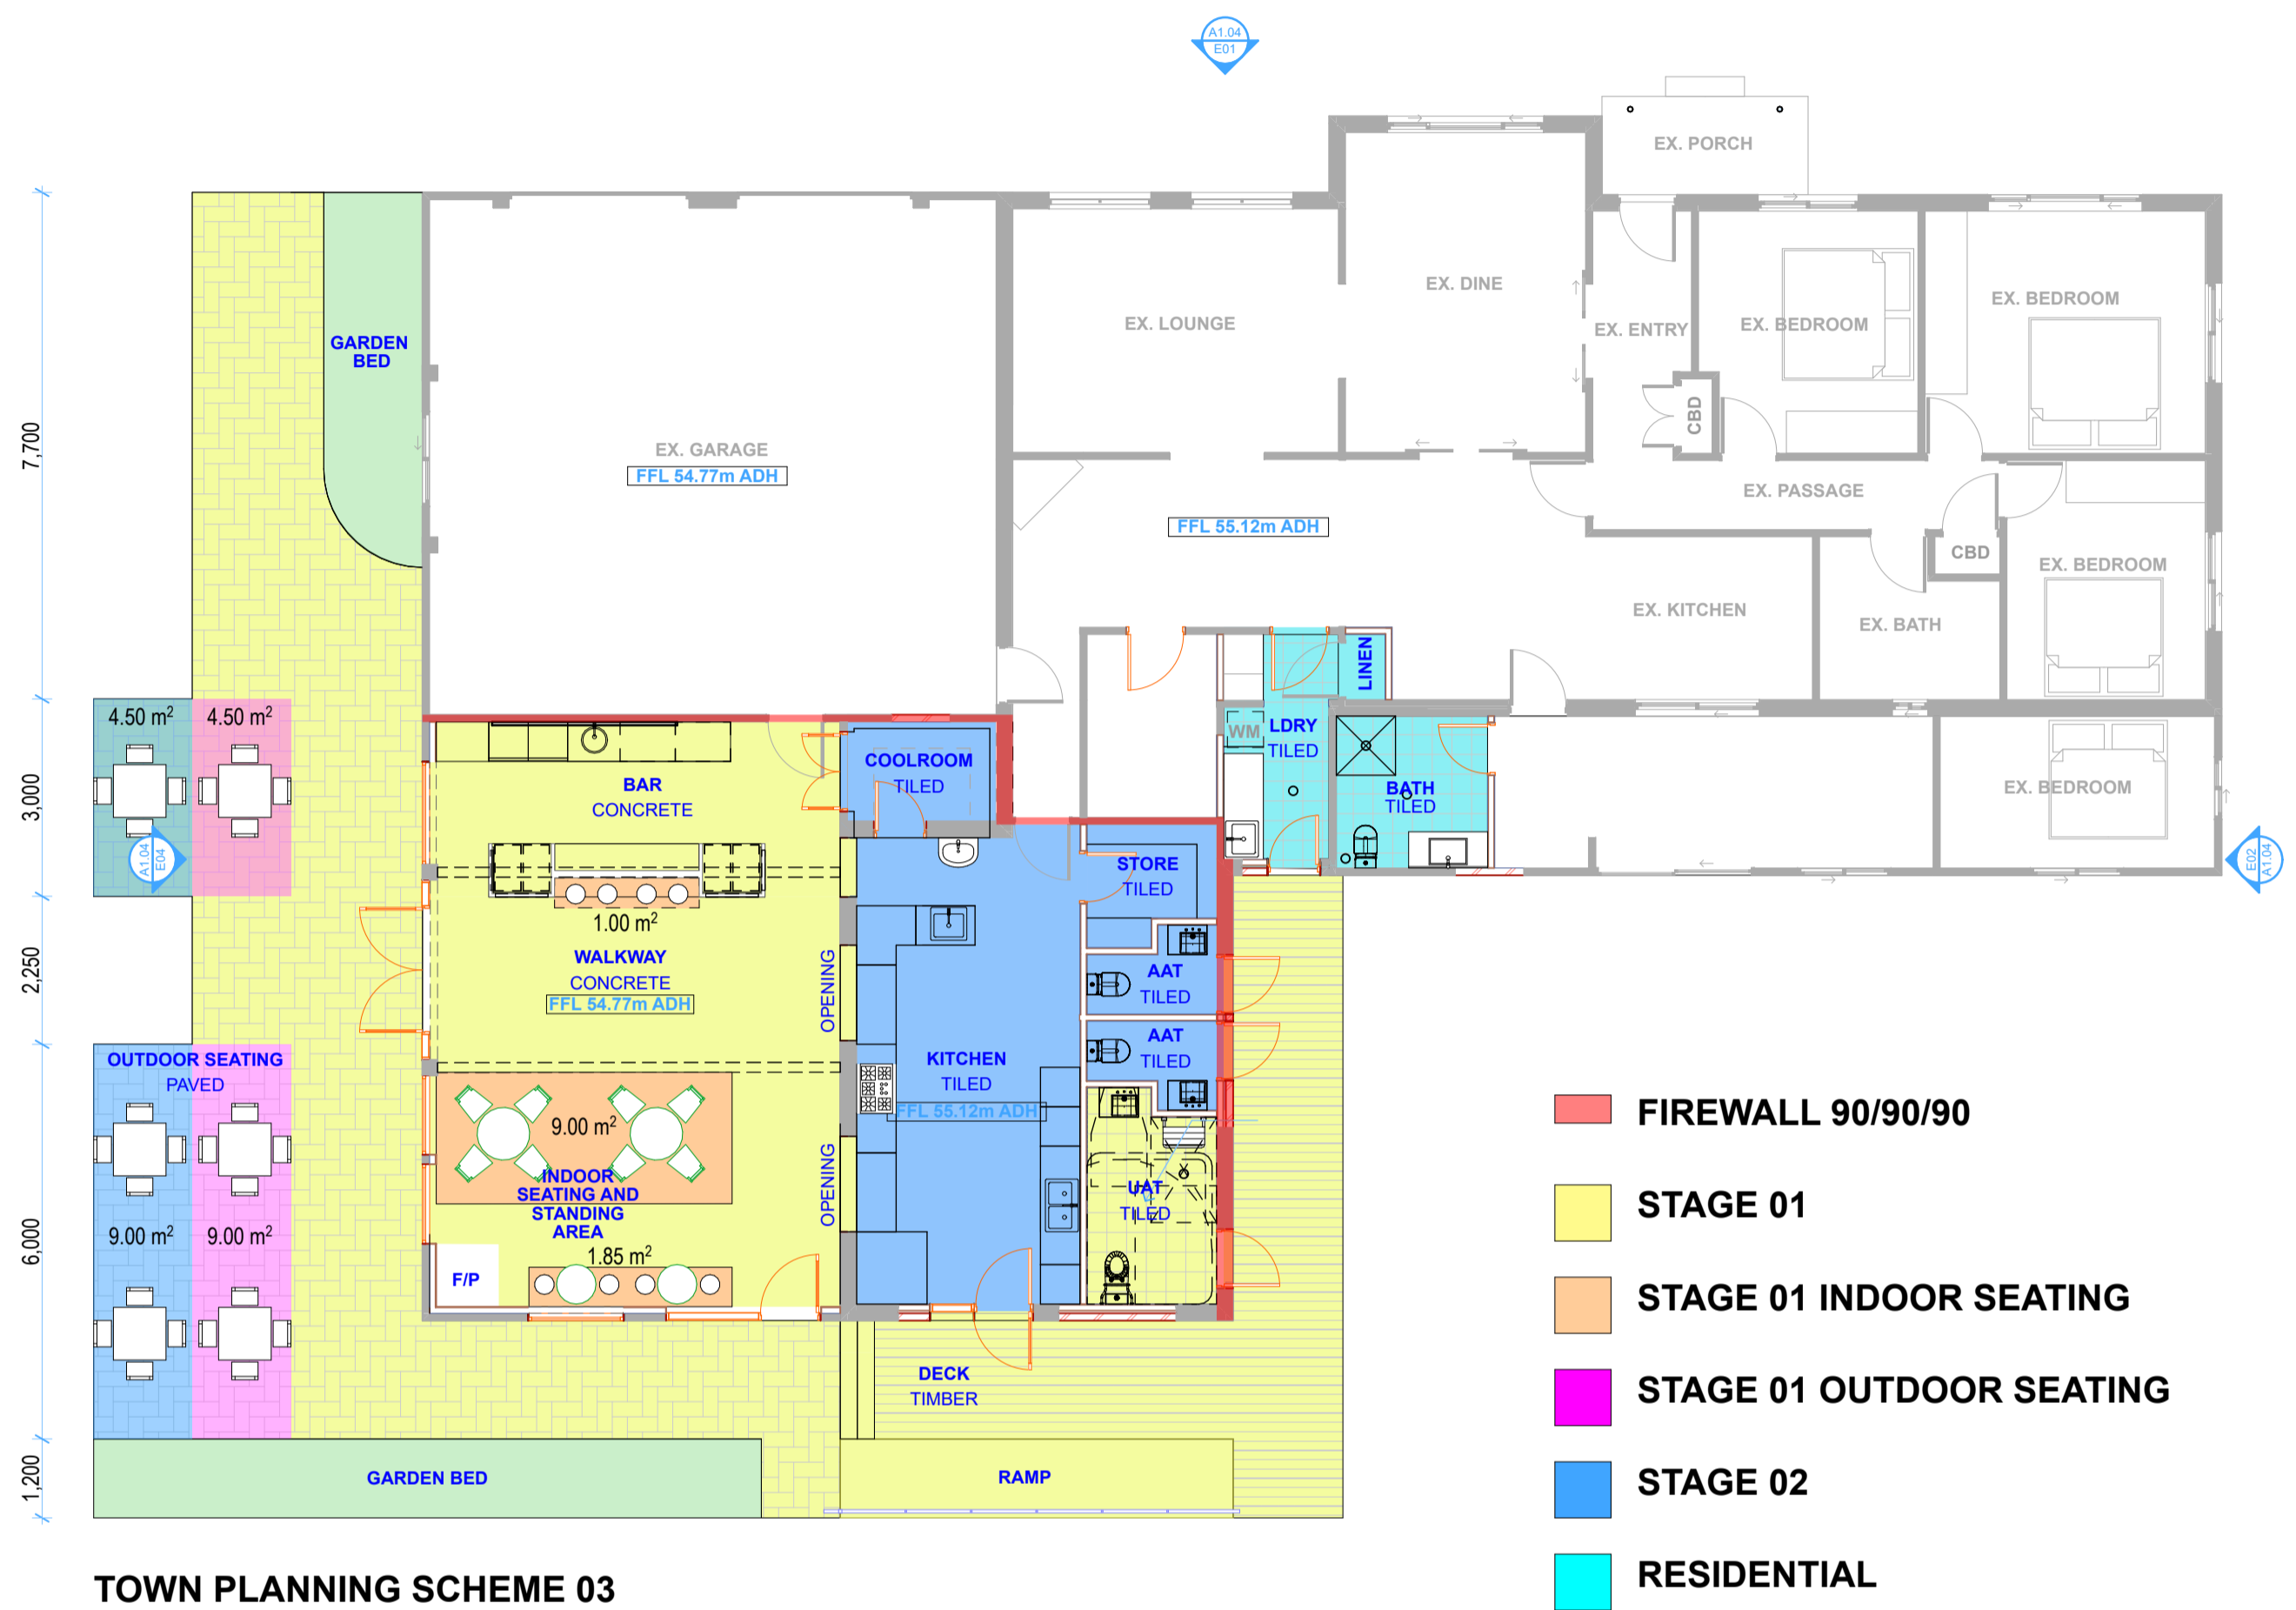 A1.04
E01
EX. PORCH
EX. DINE
EX. LOUNGE
EX. ENTRY
EX. BEDROOM
EX. BEDROOM
GARDEN
BED
CBD
EX. GARAGE
FFL 54.77m ADH
EX. PASSAGE
FFL 55.12m ADH
CBD
EX. BEDROOM
EX. KITCHEN
EX. BATH
LINEN
7,700
4.50 m²
4.50 m²
WM
LDRY
TILED
COOLROOM
TILED
BAR
CONCRETE
BATH
TILED
EX. BEDROOM
3,000
A1.04
E04
E02
A1.04
STORE
TILED
1.00 m²
WALKWAY
CONCRETE
FFL 54.77m ADH
OPENING
AAT
TILED
2,250
AAT
TILED
OUTDOOR SEATING
PAVED
KITCHEN
TILED
FFL 55.12m ADH
9.00 m²
INDOOR
SEATING AND
STANDING
AREA
OPENING
UAT
TILED
9.00 m²
9.00 m²
6,000
1.85 m²
F/P
DECK
TIMBER
GARDEN BED
RAMP
1,200
FIREWALL 90/90/90
STAGE 01
STAGE 01 INDOOR SEATING
STAGE 01 OUTDOOR SEATING
STAGE 02
RESIDENTIAL
TOWN PLANNING SCHEME 03